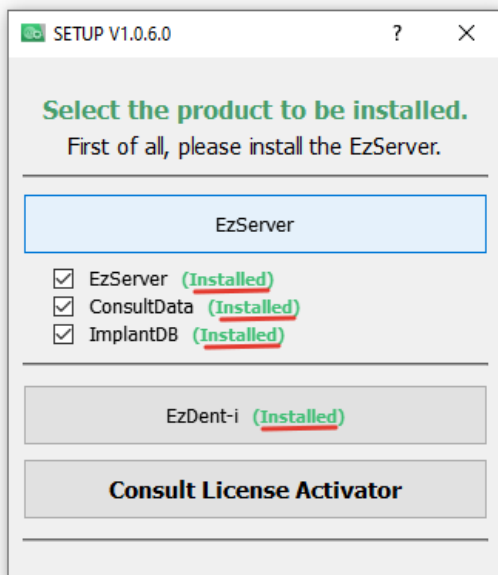 SETUP V1.0.6.0 ?
Select the product to be installed.
First of all, please install the EzServer.
EzServer
EzServer (Installed)
ConsultData (Installed)
ImplantDB (Installed)
EzDent-i (Installed)
Consult License Activator